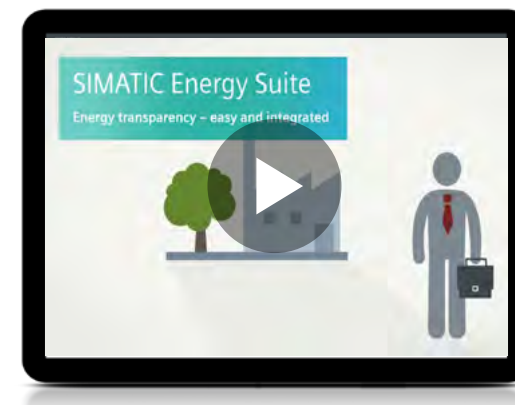 SIMATIC Energy Suite
Energy transparency – easy and integrated